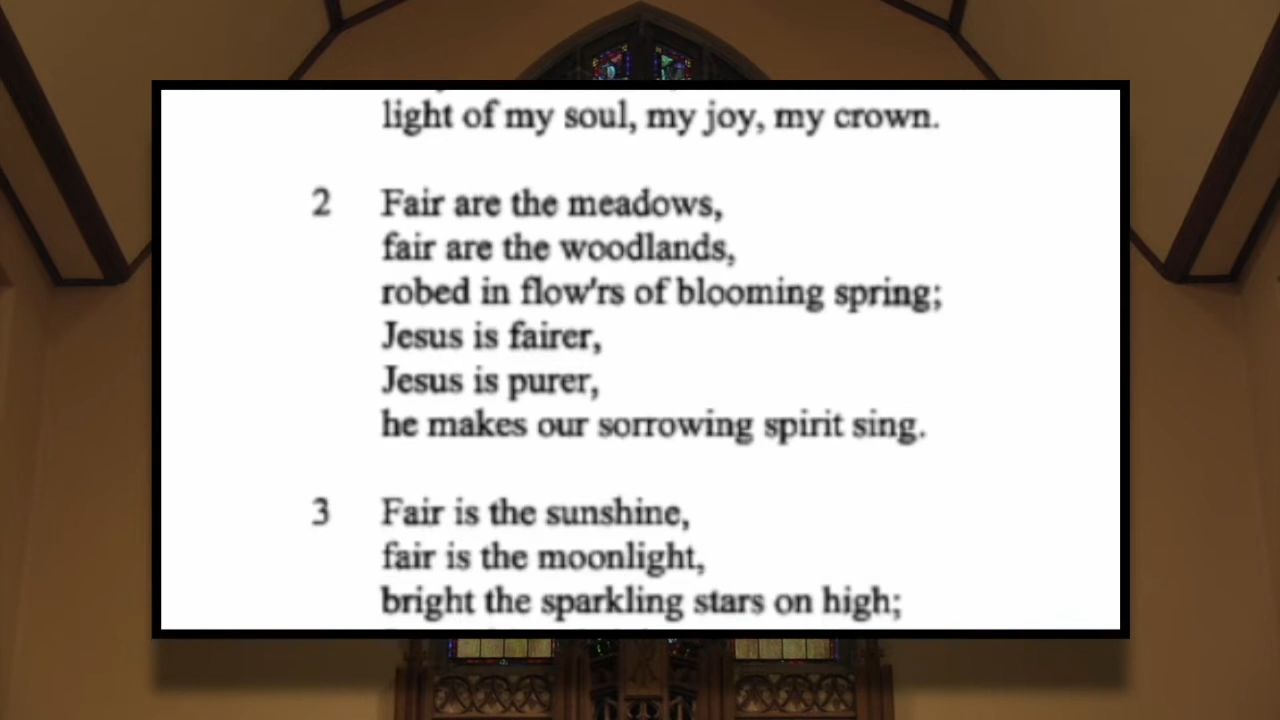 light of my soul, my joy, my crown.
2 Fair are the meadows,
fair are the woodlands,
robed in flow'rs of blooming spring;
Jesus is fairer,
Jesus is purer,
he makes our sorrowing spirit sing.
3 Fair is the sunshine,
fair is the moonlight,
bright the sparkling stars on high;